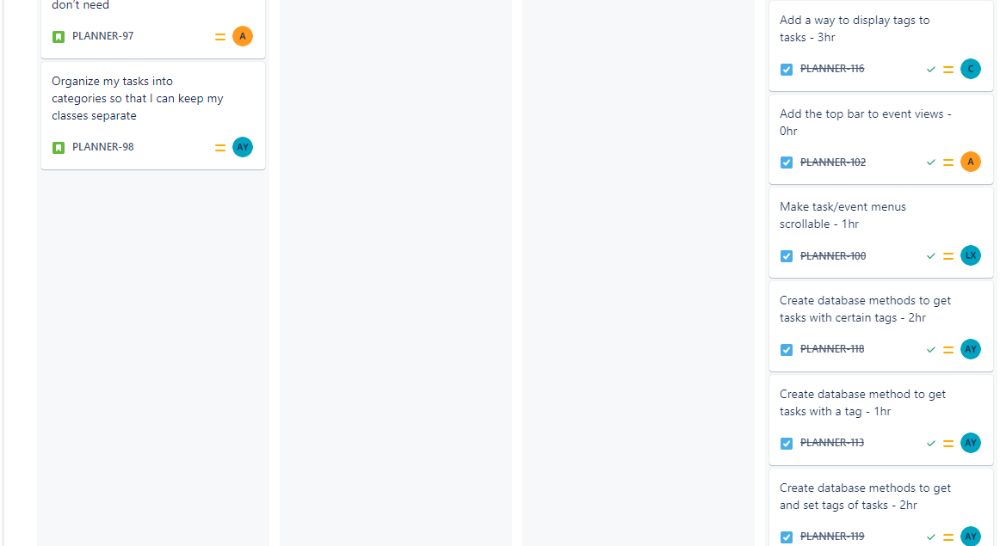 don't need
PLANNER-97
A
Organize my tasks into
categories so that I can keep my
classes separate
PLANNER-98
AY
Add a way to display tags to
tasks - 3hr
PLANNER-116
C
Add the top bar to event views -
0hr
PLANNER-102
A
Make task/event menus
scrollable - 1hr
PLANNER-100
LX
Create database methods to get
tasks with certain tags - 2hr
PLANNER-118
AY
Create database method to get
tasks with a tag - 1hr
PLANNER-113
AY
Create database methods to get
and set tags of tasks - 2hr
PLANNER-119
AY